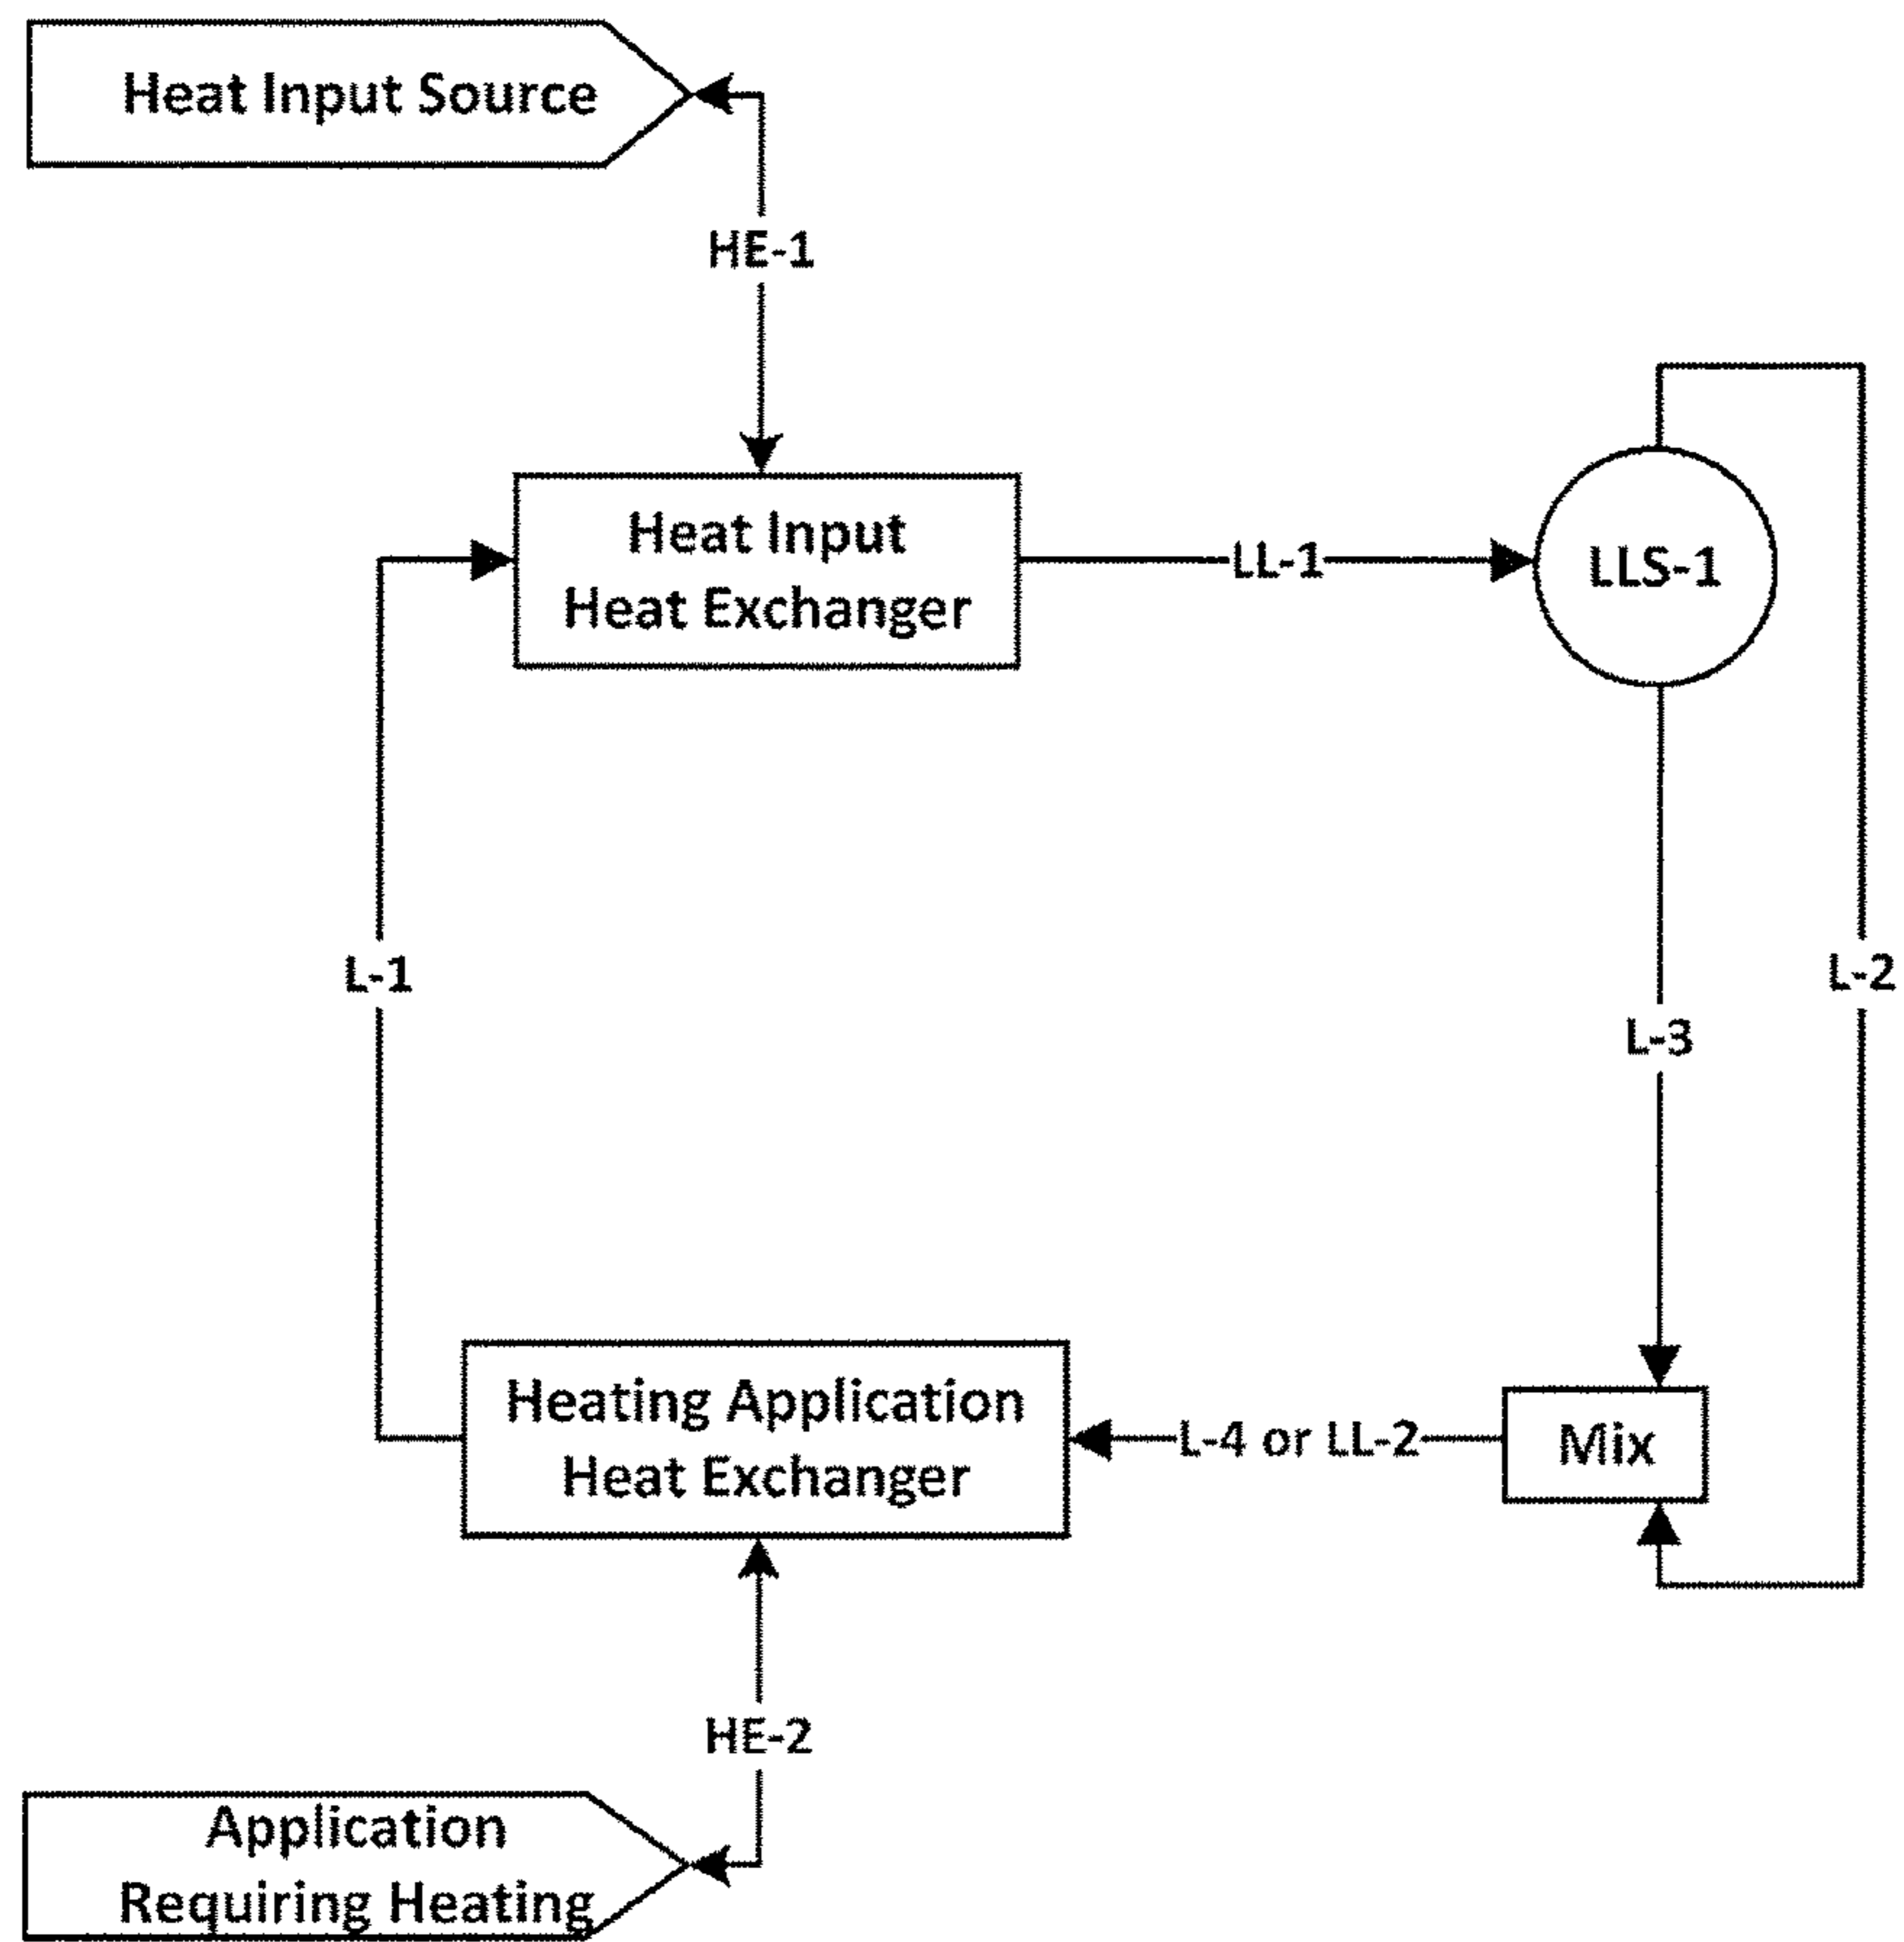 Heat Input Source
HE-1
Heat Input
Heat Exchanger
LL-1
LLS-1
L-1
L-2
L-3
Heating Application
Heat Exchanger
L-4 or LL-2
Mix
HE-2
Application
Requiring Heating